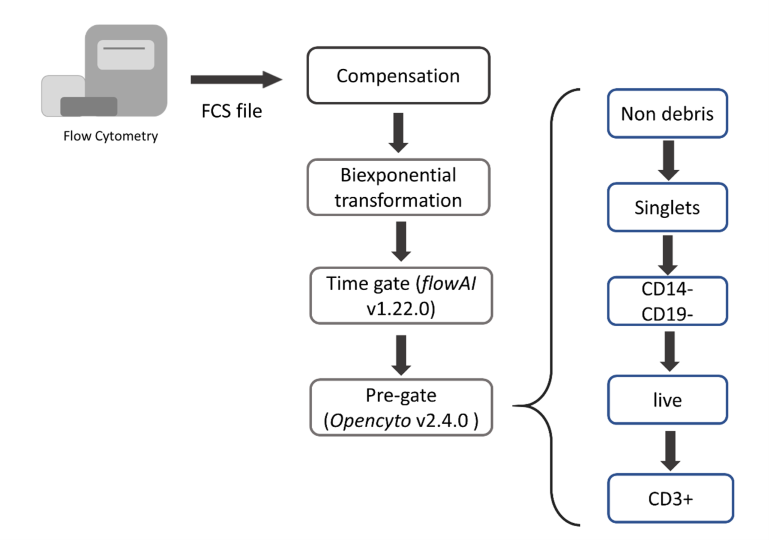 Flow Cytometry
FCS file
Compensation
Biexponential
transformation
Time gate (flowAI
v1.22.0)
Pre-gate
(Opencyto v2.4.0 )
Non debris
Singlets
CD14-
CD19-
live
CD3+